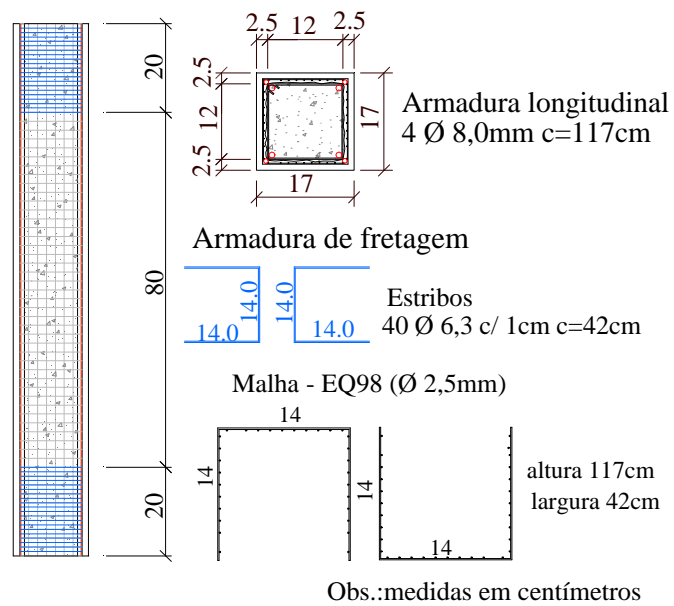 20
80
20
2.5 12 2.5
2.5
12
2.5
17
17
Armadura longitudinal
4 Ø 8,0mm c=117cm
Armadura de fretagem
14.0
14.0
14.0
14.0
Estribos
40 Ø 6,3 c/ 1cm c=42cm
Malha - EQ98 (Ø 2,5mm)
14
14
14
14
altura 117cm
largura 42cm
Obs.:medidas em centímetros